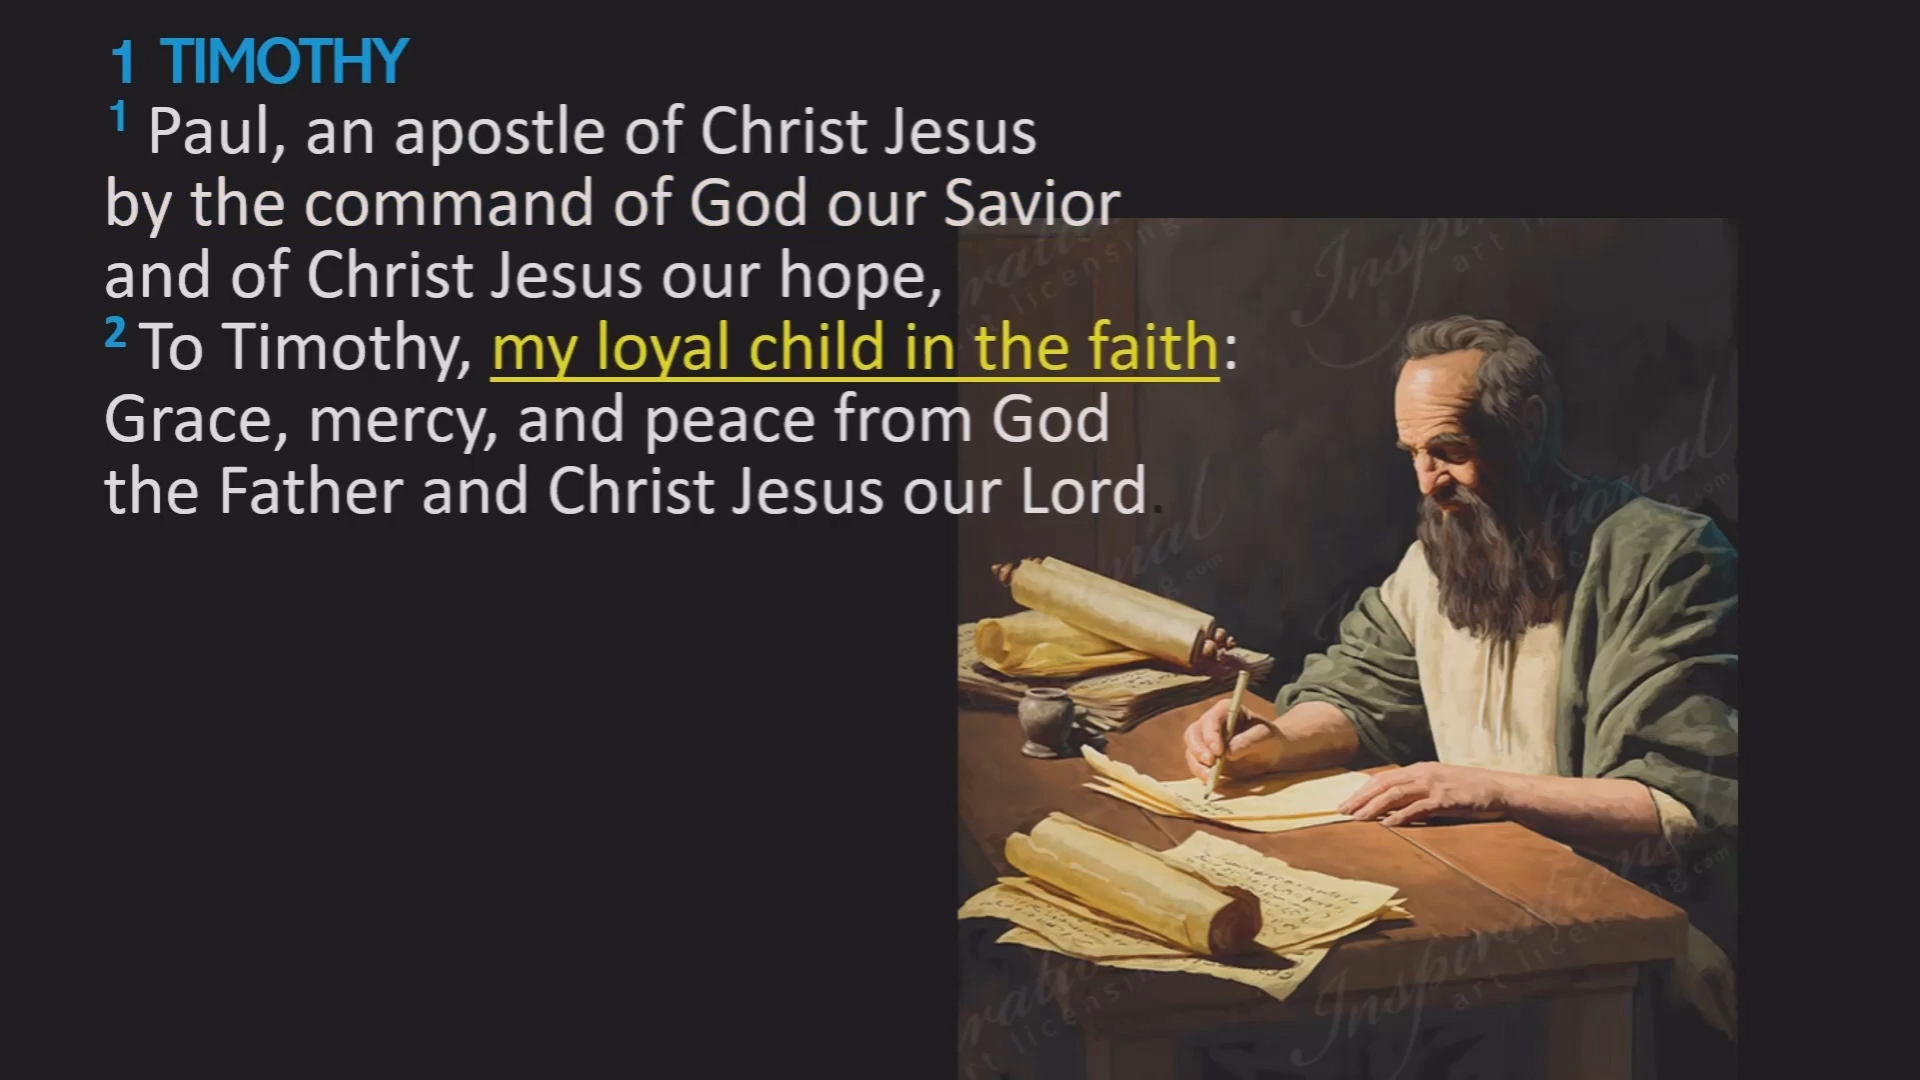 1 TIMOTHY
1 Paul, an apostle of Christ Jesus
by the command of God our Savior
and of Christ Jesus our hope,
2 To Timothy, my loyal child in the faith:
Grace, mercy, and peace from God
the Father and Christ Jesus our Lord.